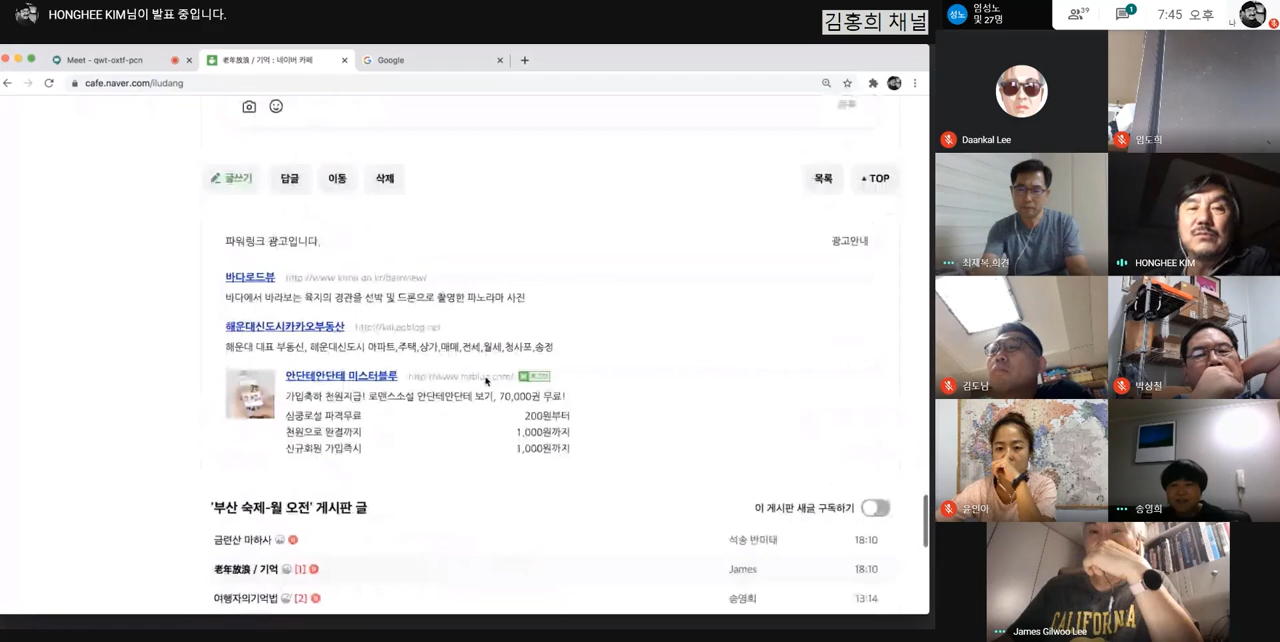 HONGHEE KIM님이 발표 중입니다.
김홍희 채널
성노
엄성노
및 27명
39
1
7:45 오후
나
Meet - qwt-oxtf-pcn
老年放浪 / 기억 : 네이버 카페
Google
cafe.naver.com/iludang
글쓰기
답글
이동
삭제
목록
TOP
파워링크 광고입니다.
광고안내
바다로드뷰
바다에서 바라보는 육지의 경관을 선박 및 드론으로 촬영한 파노라마 사진
해운대신도시카카오부동산
해운대 대표 부동신, 해운대신도시 아파트,주택,상가,매매,전세,월세,청사포,송정
안단테안단테 미스터블루
가입축하 천원지급! 로맨스소설 안단테안단테 보기, 70,000권 무료!
심쿵로설 파격무료
200원부터
천원으로 완결까지
1,000원까지
신규회원 가입즉시
1,000원까지
'부산 숙제-월 오전' 게시판 글
이 게시판 새글 구독하기
금련산 마하사
석송 반미태
18:10
老年放浪 / 기억
[1]
James
18:10
여행자의기억법
[2]
송영희
13:14
Daankal Lee
임도희
최재복.희견
HONGHEE KIM
김도남
박상철
윤인아
송영희
CALIFORNIA
James Gilwoo Lee